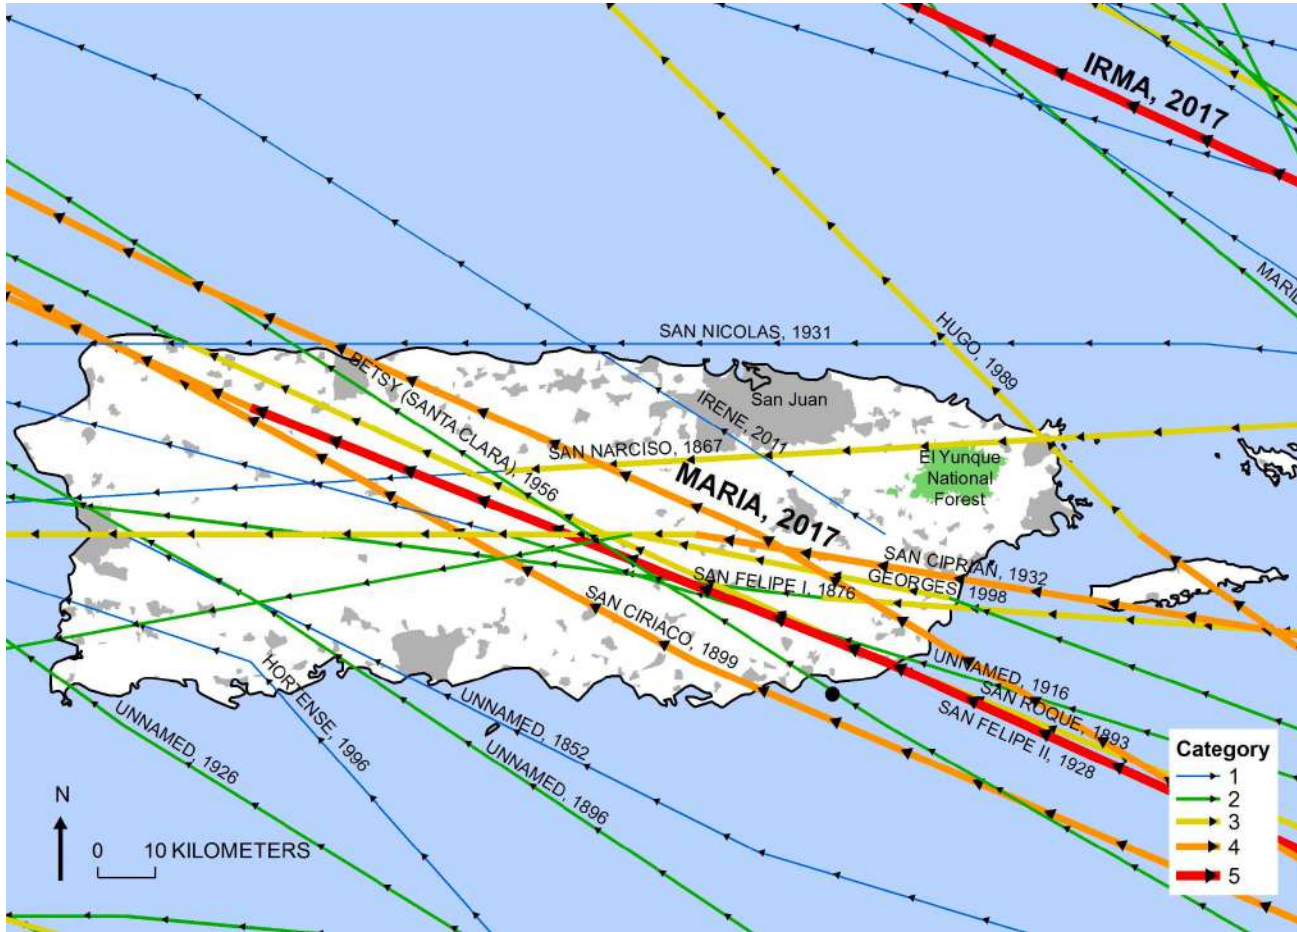 IRMA, 2017
MARIL
HUGO, 1989
SAN NICOLAS, 1931
San Juan
BETSY (SANTA CLARA), 1956
IRENE, 2011
SAN NARCISO, 1867
El Yunque
National
Forest
MARIA, 2017
SAN CIPRIAN, 1932
SAN FELIPE I, 1876
GEORGES, 1998
SAN CIRIACO, 1899
UNNAMED, 1916
SAN ROQUE, 1893
SAN FELIPE II, 1928
HORTENSE, 1996
UNNAMED, 1852
UNNAMED, 1926
UNNAMED, 1896
N
0 10 KILOMETERS
Category
1
2
3
4
5